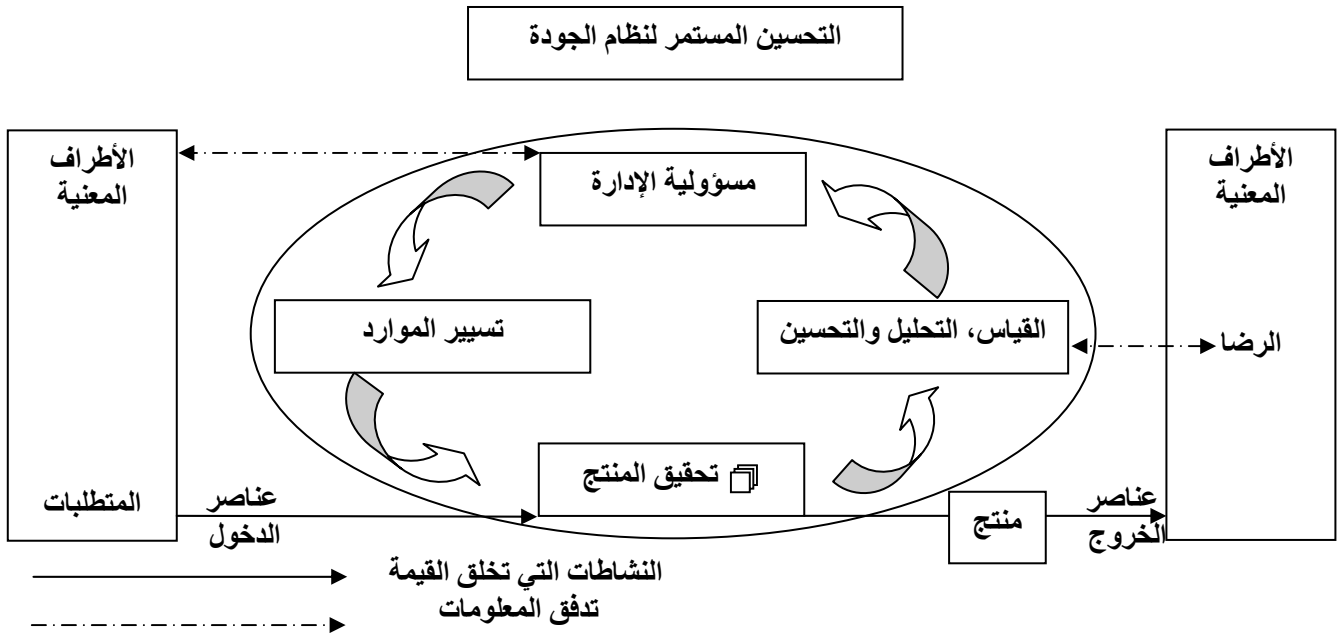 التحسين المستمر لنظام الجودة
الأطراف
المعنية
مسؤولية الإدارة
الأطراف
المعنية
القياس، التحليل والتحسين
تسيير الموارد
الرضا
تحقيق المنتج
المتطلبات
عناصر
الدخول
منتج
عناصر
الخروج
النشاطات التي تخلق القيمة
تدفق المعلومات